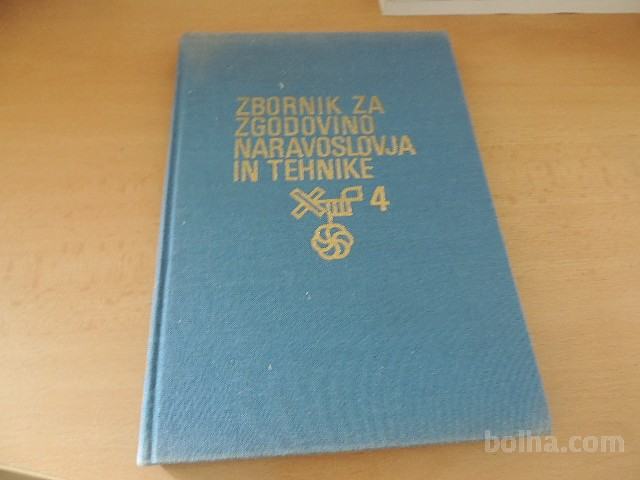 ZBORNIK ZA
ZGODOVINO
NARAVOSLOVJA
IN TEHNIKE
4
bolha.com